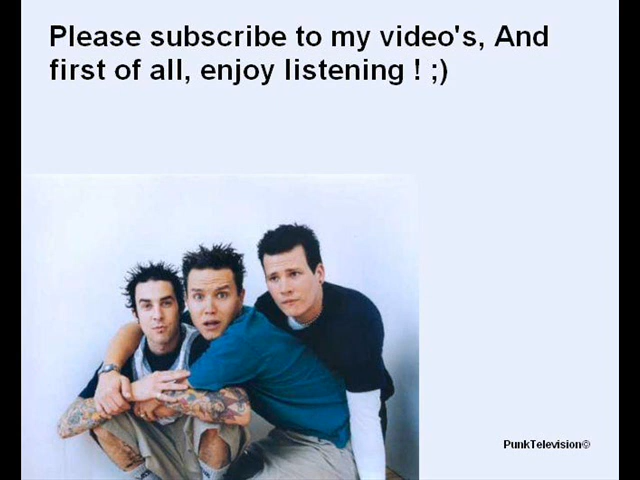 Please subscribe to my video's, And
first of all, enjoy listening ! ;)
PunkTelevision©